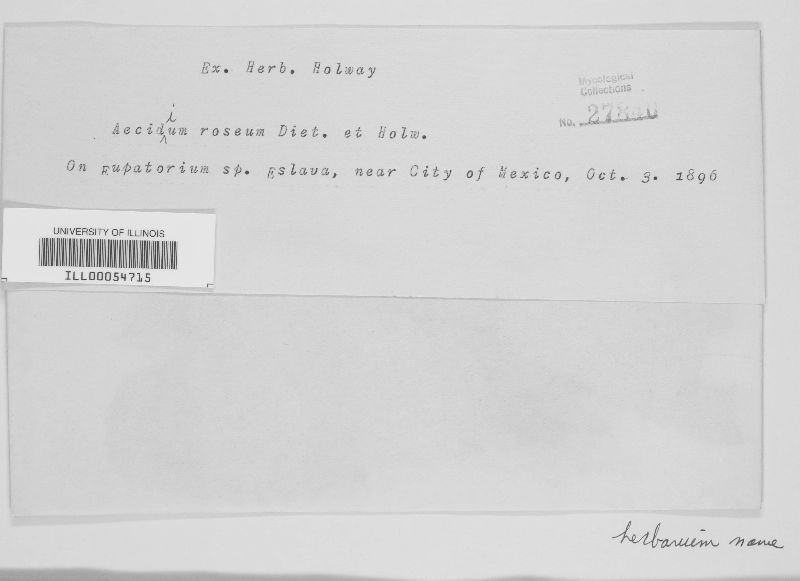 Ex. Herb. Holway
Mycological
Collections
No.
i
Aecidum roseum Diet. et Holw.
On Eupatorium sp. Eslava, near City of Mexico, Oct. 3. 1896
UNIVERSITY OF ILLINOIS
ILL00054715
herbarium name